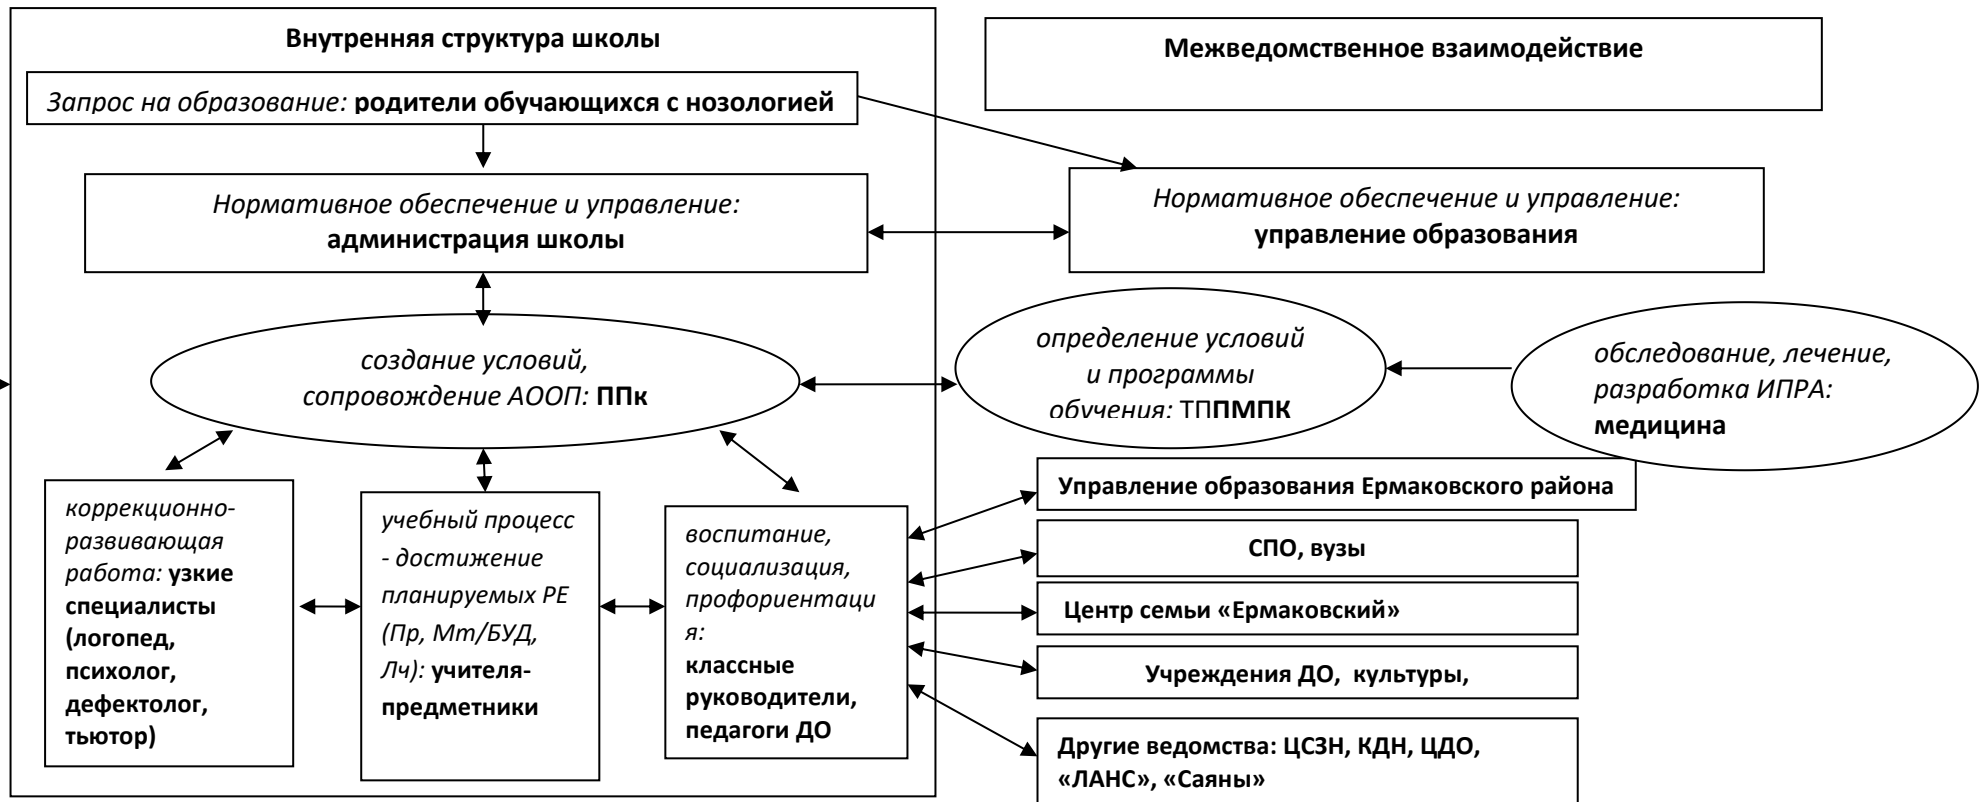 Внутренняя структура школы
Межведомственное взаимодействие
Запрос на образование: родители обучающихся с нозологией
Нормативное обеспечение и управление:
администрация школы
Нормативное обеспечение и управление:
управление образования
создание условий,
сопровождение АООП: ППк
определение условий
и программы
обучения: ТППМПК
обследование, лечение,
разработка ИПРА:
медицина
коррекционно-
развивающая
работа: узкие
специалисты
(логопед,
психолог,
дефектолог,
тьютор)
учебный процесс
- достижение
планируемых РЕ
(Пр, Мт/БУД,
Лч): учителя-
предметники
воспитание,
социализация,
профориентаци
я:
классные
руководители,
педагоги ДО
Управление образования Ермаковского района
СПО, вузы
Центр семьи «Ермаковский»
Учреждения ДО, культуры,
Другие ведомства: ЦСЗН, КДН, ЦДО,
«ЛАНС», «Саяны»